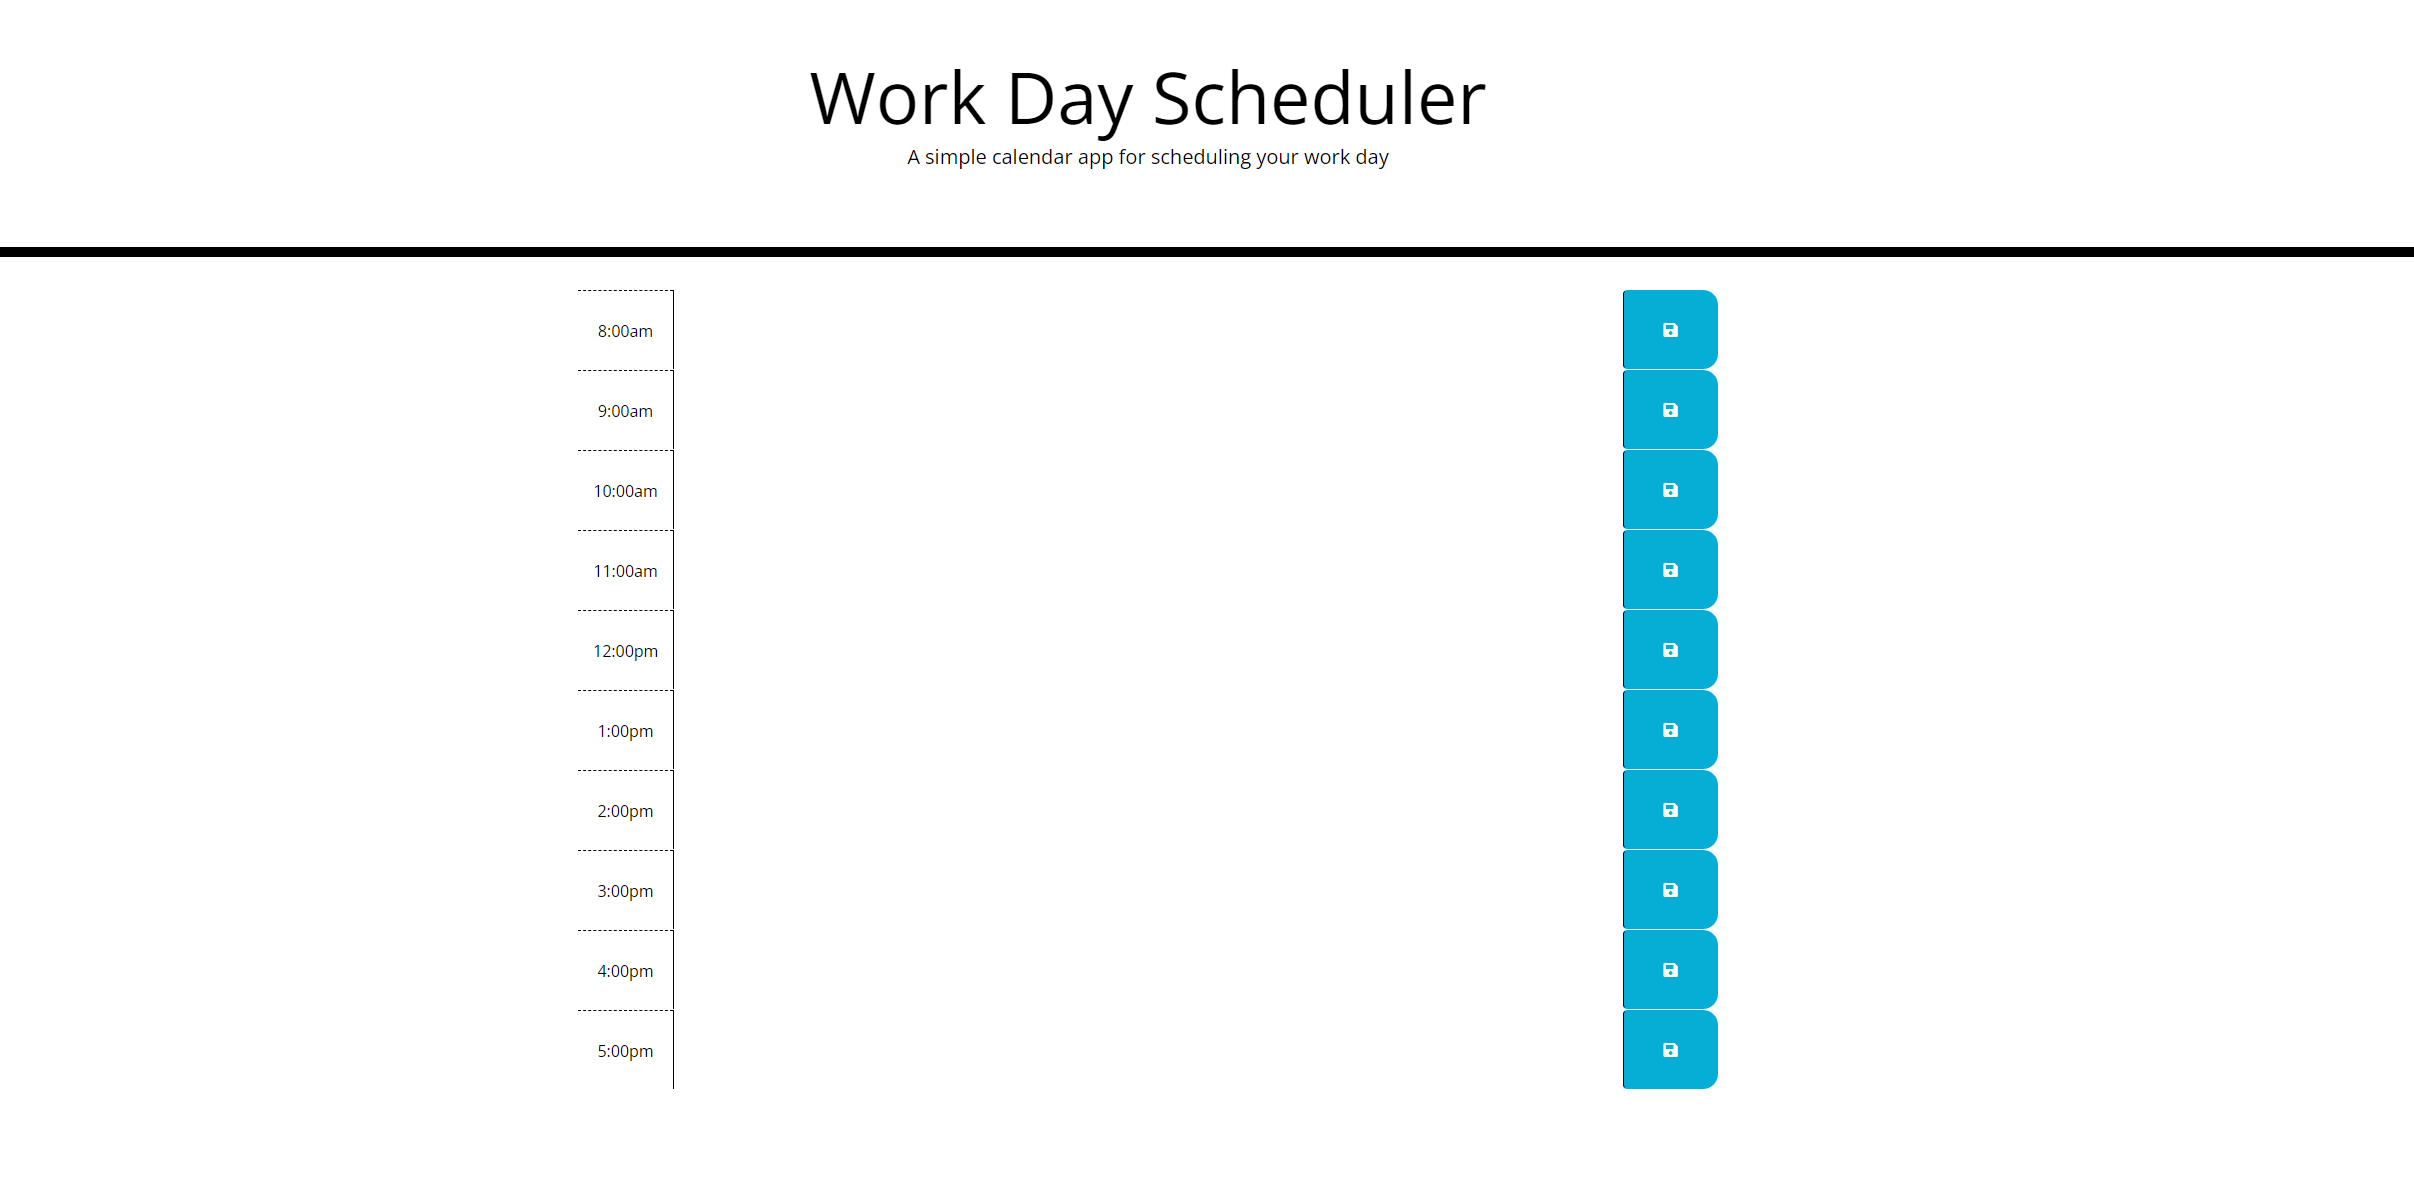 Work Day Scheduler
A simple calendar app for scheduling your work day
8:00am
9:00am
10:00am
11:00am
12:00pm
1:00pm
2:00pm
3:00pm
4:00pm
5:00pm